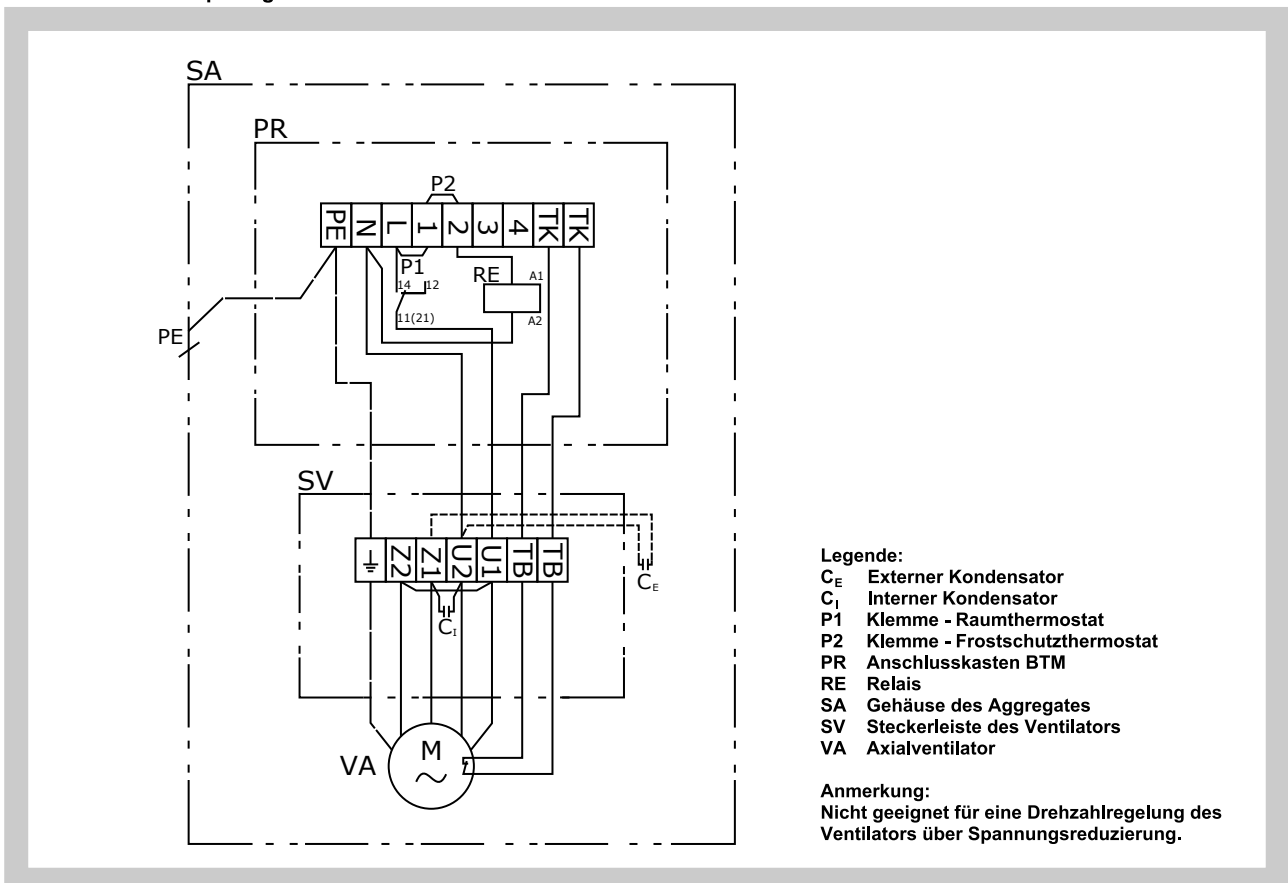 SA
PR
P2
PE N L 1 2 3 4 TK TK
P1
RE
A1
14 12
11(21)
A2
PE
SV
⏚ Z2 Z1 U2 U1 TB TB
CE
CI
M
~
VA
Legende:
CE Externer Kondensator
CI Interner Kondensator
P1 Klemme - Raumthermostat
P2 Klemme - Frostschutzthermostat
PR Anschlusskasten BTM
RE Relais
SA Gehäuse des Aggregates
SV Steckerleiste des Ventilators
VA Axialventilator
Anmerkung:
Nicht geeignet für eine Drehzahlregelung des
Ventilators über Spannungsreduzierung.